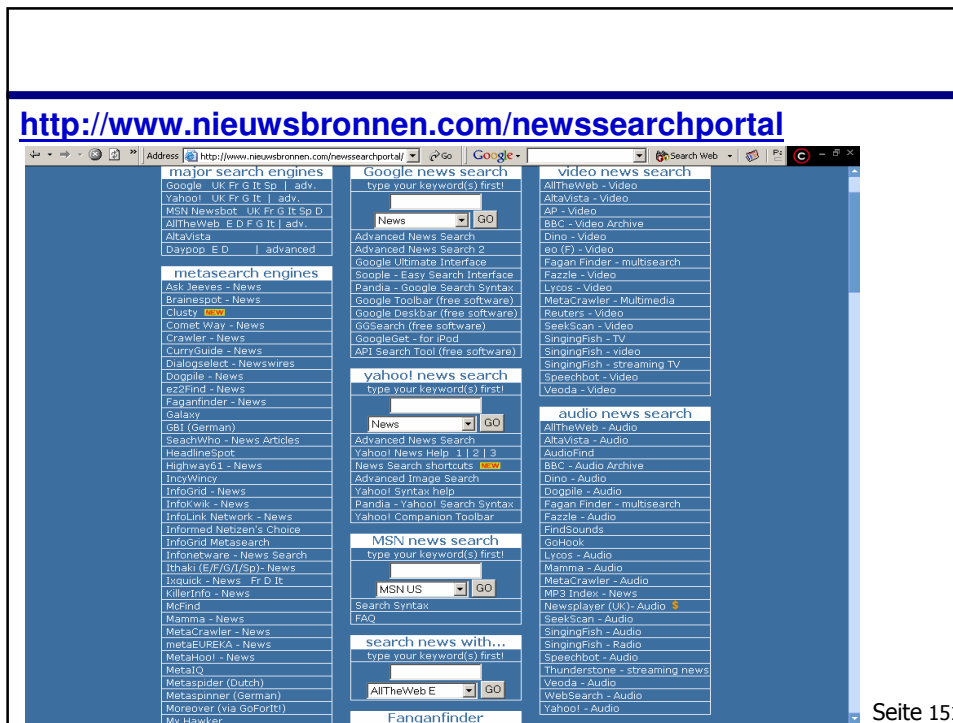 http://www.nieuwsbronnen.com/newssearchportal
Address http://www.nieuwsbronnen.com/newssearchportal/ Go Google Search Web
major search engines
Google UK Fr G It Sp | adv.
Yahoo! UK Fr G It | adv.
MSN Newsbot UK Fr G It Sp D
AllTheWeb E D F G It | adv.
AltaVista
Daypop E D | advanced
metasearch engines
Ask Jeeves - News
Brainespot - News
Clusty NEW
Comet Way - News
Crawler - News
CurryGuide - News
Dialogselect - Newswires
Dogpile - News
ez2Find - News
Faganfinder - News
Galaxy
GBI (German)
SeachWho - News Articles
HeadlineSpot
Highway61 - News
IncyWincy
InfoGrid - News
InfoKwik - News
InfoLink Network - News
Informed Netizen's Choice
InfoGrid Metasearch
Infonetware - News Search
Ithaki (E/F/G/I/Sp)- News
Ixquick - News Fr D It
KillerInfo - News
McFind
Mamma - News
MetaCrawler - News
metaEUREKA - News
MetaHoo! - News
MetaIQ
Metaspider (Dutch)
Metaspinner (German)
Moreover (via GoForIt!)
My Hawker
Google news search
type your keyword(s) first!
News GO
Advanced News Search
Advanced News Search 2
Google Ultimate Interface
Soople - Easy Search Interface
Pandia - Google Search Syntax
Google Toolbar (free software)
Google Deskbar (free software)
GGSearch (free software)
GoogleGet - for iPod
API Search Tool (free software)
yahoo! news search
type your keyword(s) first!
News GO
Advanced News Search
Yahoo! News Help 1 | 2 | 3
News Search shortcuts NEW
Advanced Image Search
Yahoo! Syntax help
Pandia - Yahoo! Search Syntax
Yahoo! Companion Toolbar
MSN news search
type your keyword(s) first!
MSN US GO
Search Syntax
FAQ
search news with...
type your keyword(s) first!
AllTheWeb E GO
Fanganfinder
video news search
AllTheWeb - Video
AltaVista - Video
AP - Video
BBC - Video Archive
Dino - Video
eo (F) - Video
Fagan Finder - multisearch
Fazzle - Video
Lycos - Video
MetaCrawler - Multimedia
Reuters - Video
SeekScan - Video
SingingFish - TV
SingingFish - video
SingingFish - streaming TV
Speechbot - Video
Veoda - Video
audio news search
AllTheWeb - Audio
AltaVista - Audio
AudioFind
BBC - Audio Archive
Dino - Audio
Dogpile - Audio
Fagan Finder - multisearch
Fazzle - Audio
FindSounds
GoHook
Lycos - Audio
Mamma - Audio
MetaCrawler - Audio
MP3 Index - News
Newsplayer (UK)- Audio $
SeekScan - Audio
SingingFish - Audio
SingingFish - Radio
Speechbot - Audio
Thunderstone - streaming news
Veoda - Audio
WebSearch - Audio
Yahoo! - Audio
Seite 151